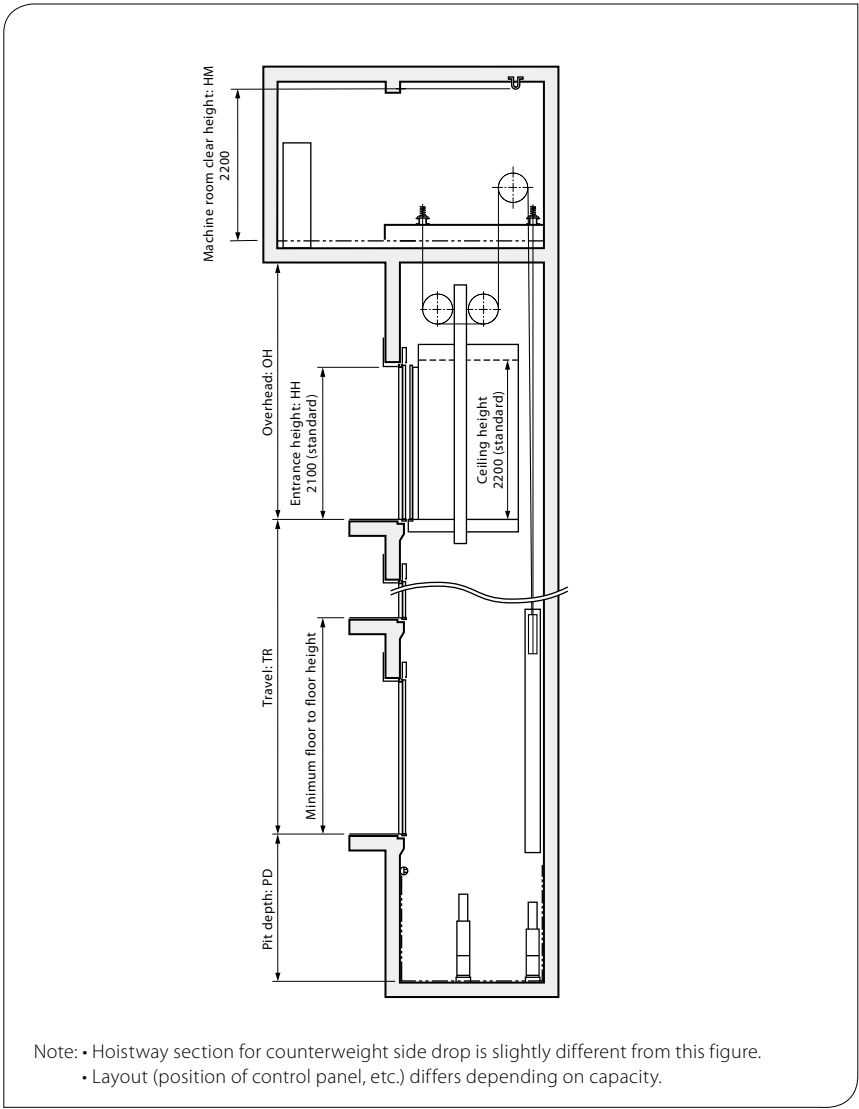 Machine room clear height: HM
2200
Overhead: OH
Entrance height: HH
2100 (standard)
Ceiling height
2200 (standard)
Travel: TR
Minimum floor to floor height
Pit depth: PD
Note: • Hoistway section for counterweight side drop is slightly different from this figure.
• Layout (position of control panel, etc.) differs depending on capacity.